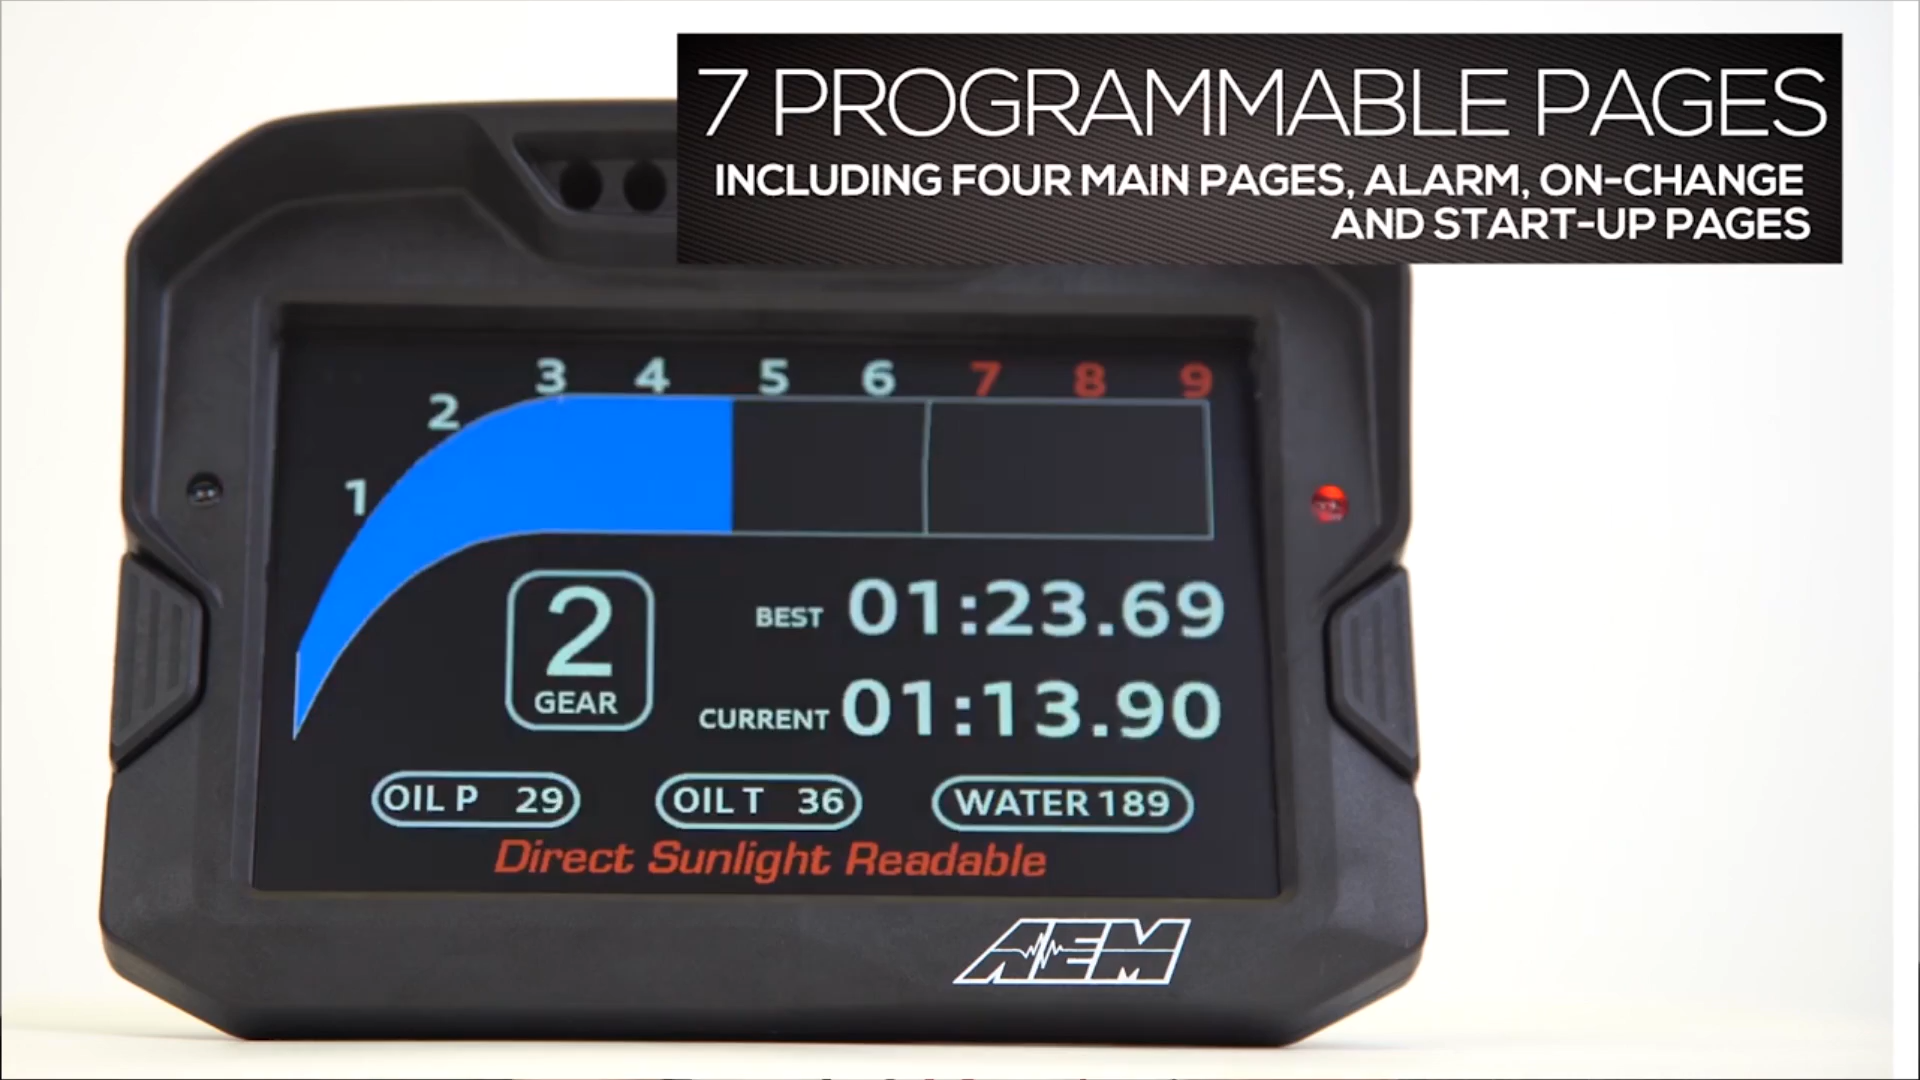 7 PROGRAMMABLE PAGES
INCLUDING FOUR MAIN PAGES, ALARM, ON-CHANGE
AND START-UP PAGES
1 2 3 4 5 6 7 8 9
2
GEAR
BEST 01:23.69
CURRENT 01:13.90
OIL P 29 OIL T 36 WATER 189
Direct Sunlight Readable
AEM